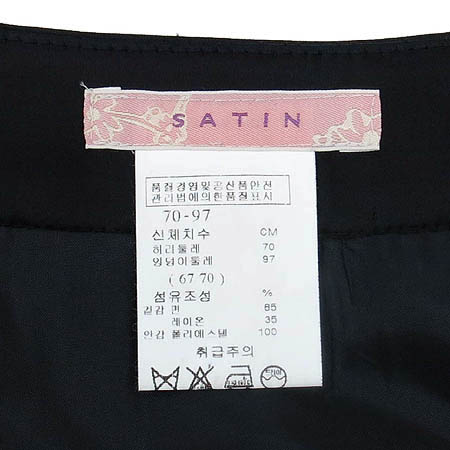 SATIN
품질경영및공산품안전
관리법에의한품질표시
70-97
신체치수 CM
허리둘레 70
엉덩이둘레 97
(67 70)
섬유조성 %
겉감 면 65
레이온 35
안감 폴리에스텔 100
취급주의